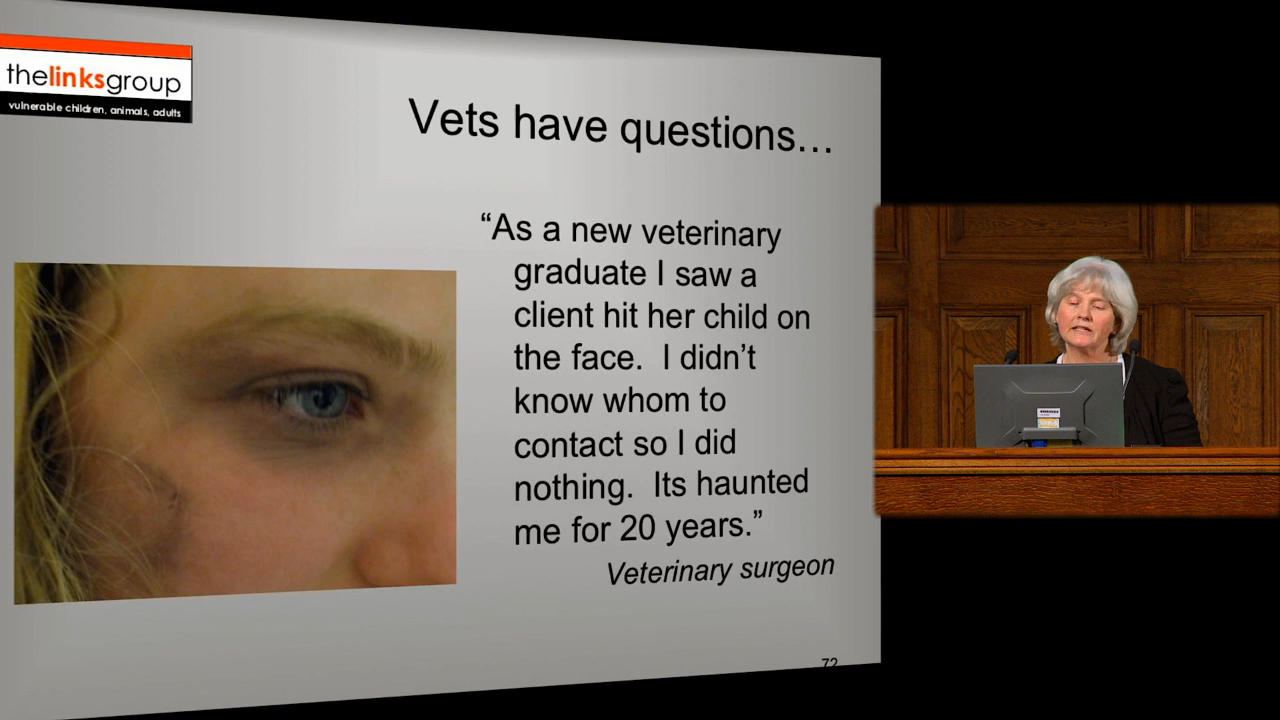 thelinksgroup
vulnerable children, animals, adults
Vets have questions…
“As a new veterinary
graduate I saw a
client hit her child on
the face.  I didn’t
know whom to
contact so I did
nothing.  Its haunted
me for 20 years.”
Veterinary surgeon
72